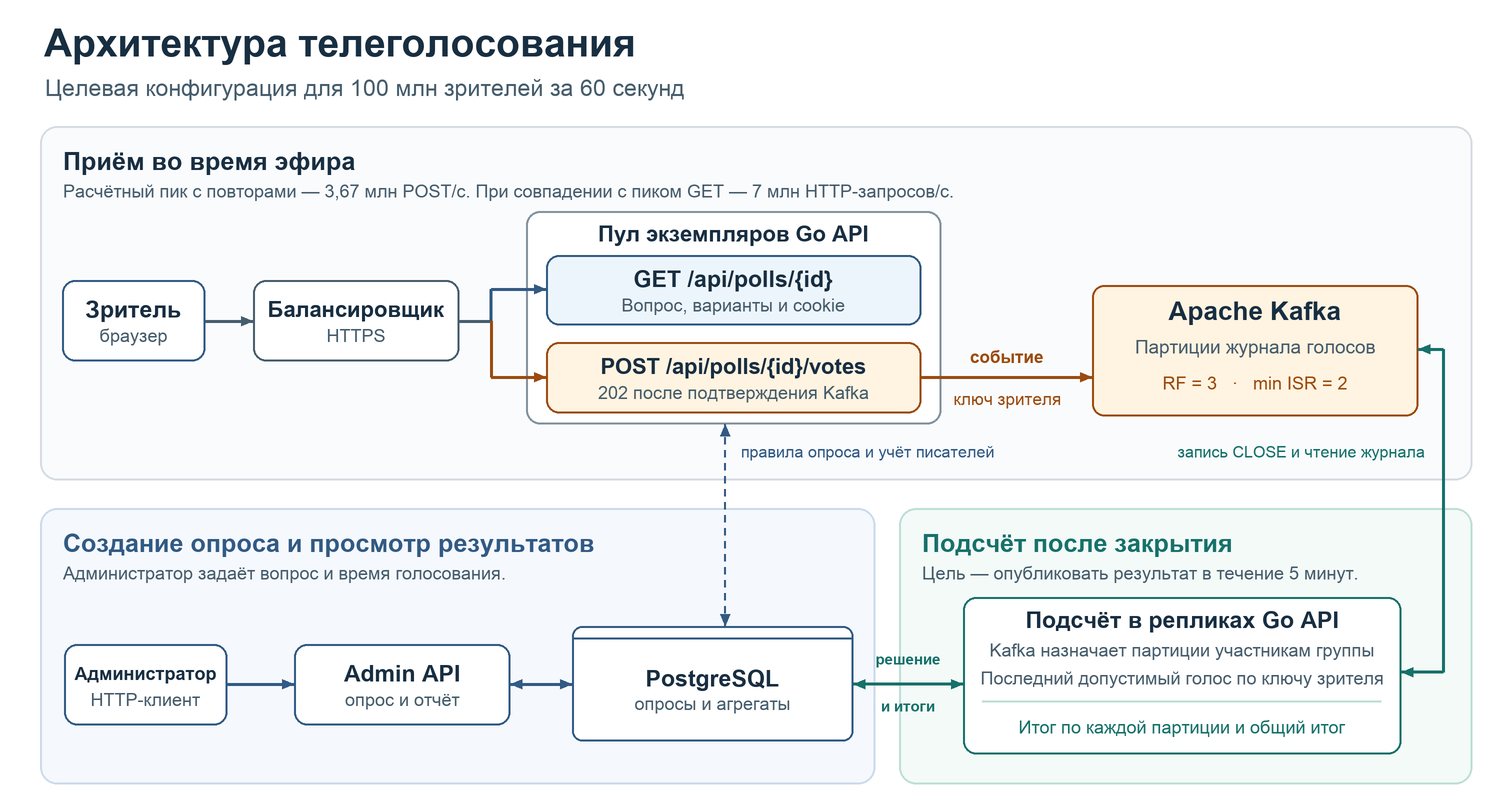 Архитектура телеголосования
Целевая конфигурация для 100 млн зрителей за 60 секунд
Приём во время эфира
Расчётный пик с повторами — 3,67 млн POST/с. При совпадении с пиком GET — 7 млн HTTP-запросов/с.
Пул экземпляров Go API
Зритель
браузер
Балансировщик
HTTPS
GET /api/polls/{id}
Вопрос, варианты и cookie
POST /api/polls/{id}/votes
202 после подтверждения Kafka
событие
ключ зрителя
Apache Kafka
Партиции журнала голосов
RF = 3 · min ISR = 2
правила опроса и учёт писателей
запись CLOSE и чтение журнала
Создание опроса и просмотр результатов
Администратор задаёт вопрос и время голосования.
Администратор
HTTP-клиент
Admin API
опрос и отчёт
PostgreSQL
опросы и агрегаты
решение
и итоги
Подсчёт после закрытия
Цель — опубликовать результат в течение 5 минут.
Подсчёт в репликах Go API
Kafka назначает партиции участникам группы
Последний допустимый голос по ключу зрителя
Итог по каждой партиции и общий итог